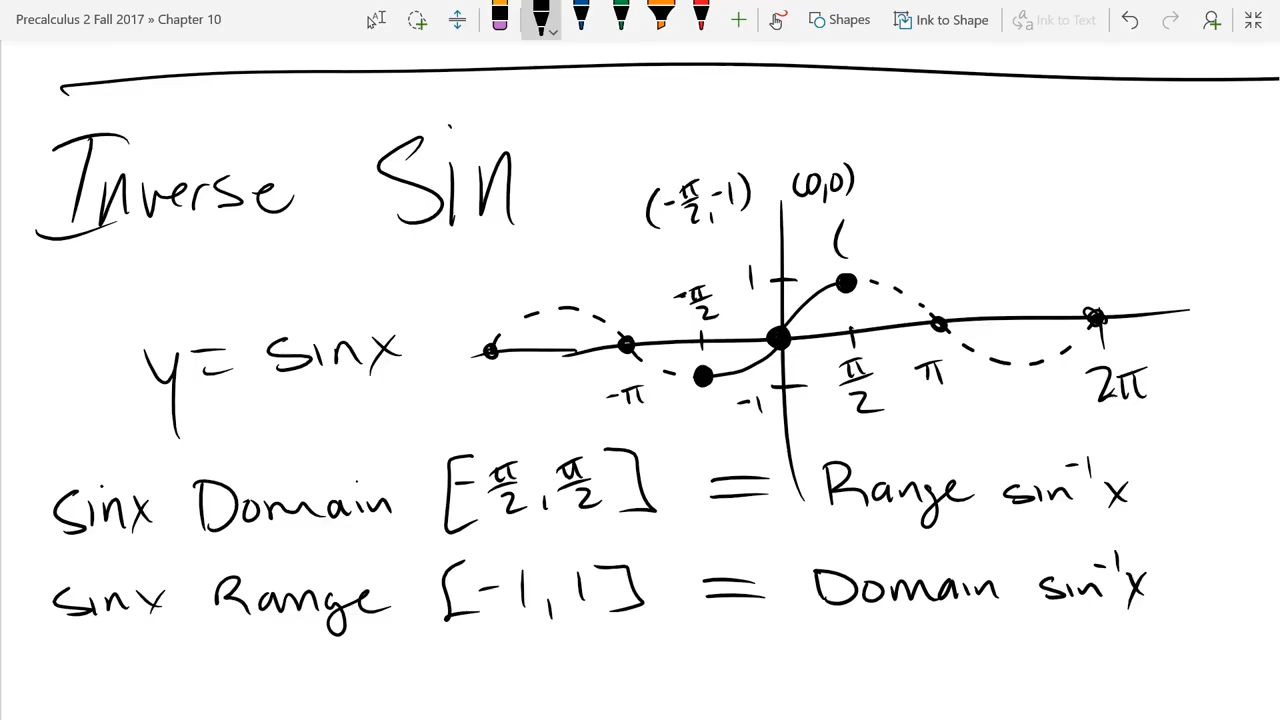 Precalculus 2 Fall 2017 » Chapter 10
Shapes
Ink to Shape
Ink to Text
Inverse Sin
(-π/2, -1) (0,0)
(
1
-π/2
y = sinx
-π
-1
π/2
π
2π
sinx Domain [-π/2, π/2] = Range sin⁻¹x
sinx Range [-1, 1] = Domain sin⁻¹x